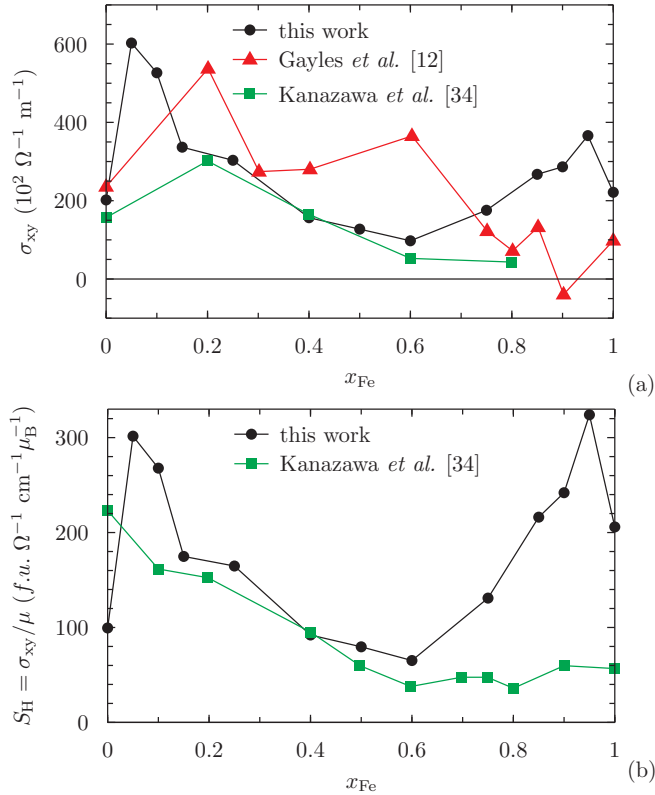 this work
Gayles et al. [12]
Kanazawa et al. [34]
σxy (10² Ω⁻¹ m⁻¹)
600
400
200
0
0 0.2 0.4 0.6 0.8 1
xFe
(a)
this work
Kanazawa et al. [34]
SH = σxy/μ (f.u. Ω⁻¹ cm⁻¹μB⁻¹)
300
200
100
0
0 0.2 0.4 0.6 0.8 1
xFe
(b)